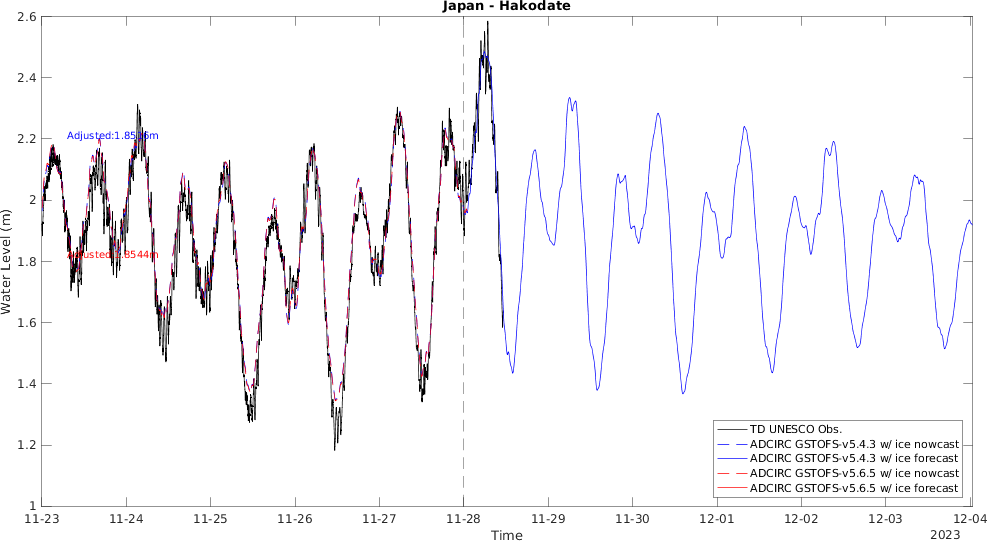 Japan - Hakodate
2.6
2.4
2.2
2
1.8
1.6
1.4
1.2
1
Water Level (m)
Adjusted:
Adjusted:
TD UNESCO Obs.
ADCIRC GSTOFS-v5.4.3 w/ ice nowcast
ADCIRC GSTOFS-v5.4.3 w/ ice forecast
ADCIRC GSTOFS-v5.6.5 w/ ice nowcast
ADCIRC GSTOFS-v5.6.5 w/ ice forecast
11-23
11-24
11-25
11-26
11-27
11-28
11-29
11-30
12-01
12-02
12-03
12-04
Time
2023